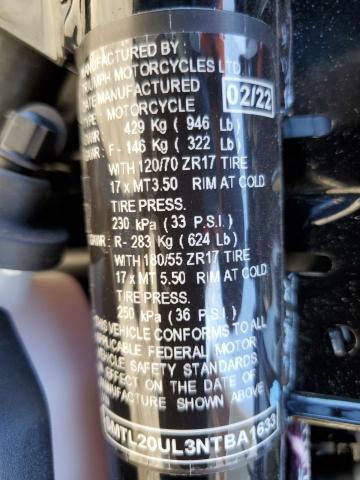 MANUFACTURED BY:
TRIUMPH MOTORCYCLES LTD
DATE MANUFACTURED 02/22
TYPE - MOTORCYCLE
: 429 Kg ( 946 Lb)
: F- 146 Kg ( 322 Lb)
WITH 120/70 ZR17 TIRE
17 x MT3.50 RIM AT COLD
TIRE PRESS.
230 kPa (33 P.S.I.)
: R- 283 Kg (624 Lb)
WITH 180/55 ZR17 TIRE
17 x MT 5.50 RIM AT COLD
TIRE PRESS.
250 kPa (36 P.S.I.)
THIS VEHICLE CONFORMS TO ALL
APPLICABLE FEDERAL MOTOR
VEHICLE SAFETY STANDARDS
IN EFFECT ON THE DATE OF
MANUFACTURE SHOWN ABOVE